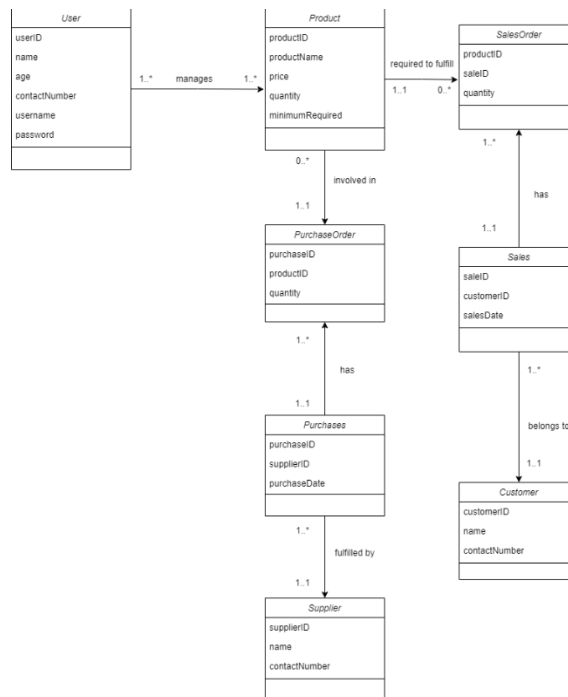 User
userID
name
age
contactNumber
username
password
1..*
manages
1..*
Product
productID
productName
price
quantity
minimumRequired
required to fulfill
1..1
0..*
SalesOrder
productID
saleID
quantity
0..*
involved in
1..1
1..*
has
1..1
PurchaseOrder
purchaseID
productID
quantity
Sales
saleID
customerID
salesDate
1..*
has
1..1
1..*
belongs to
1..1
Purchases
purchaseID
supplierID
purchaseDate
Customer
customerID
name
contactNumber
1..*
fulfilled by
1..1
Supplier
supplierID
name
contactNumber